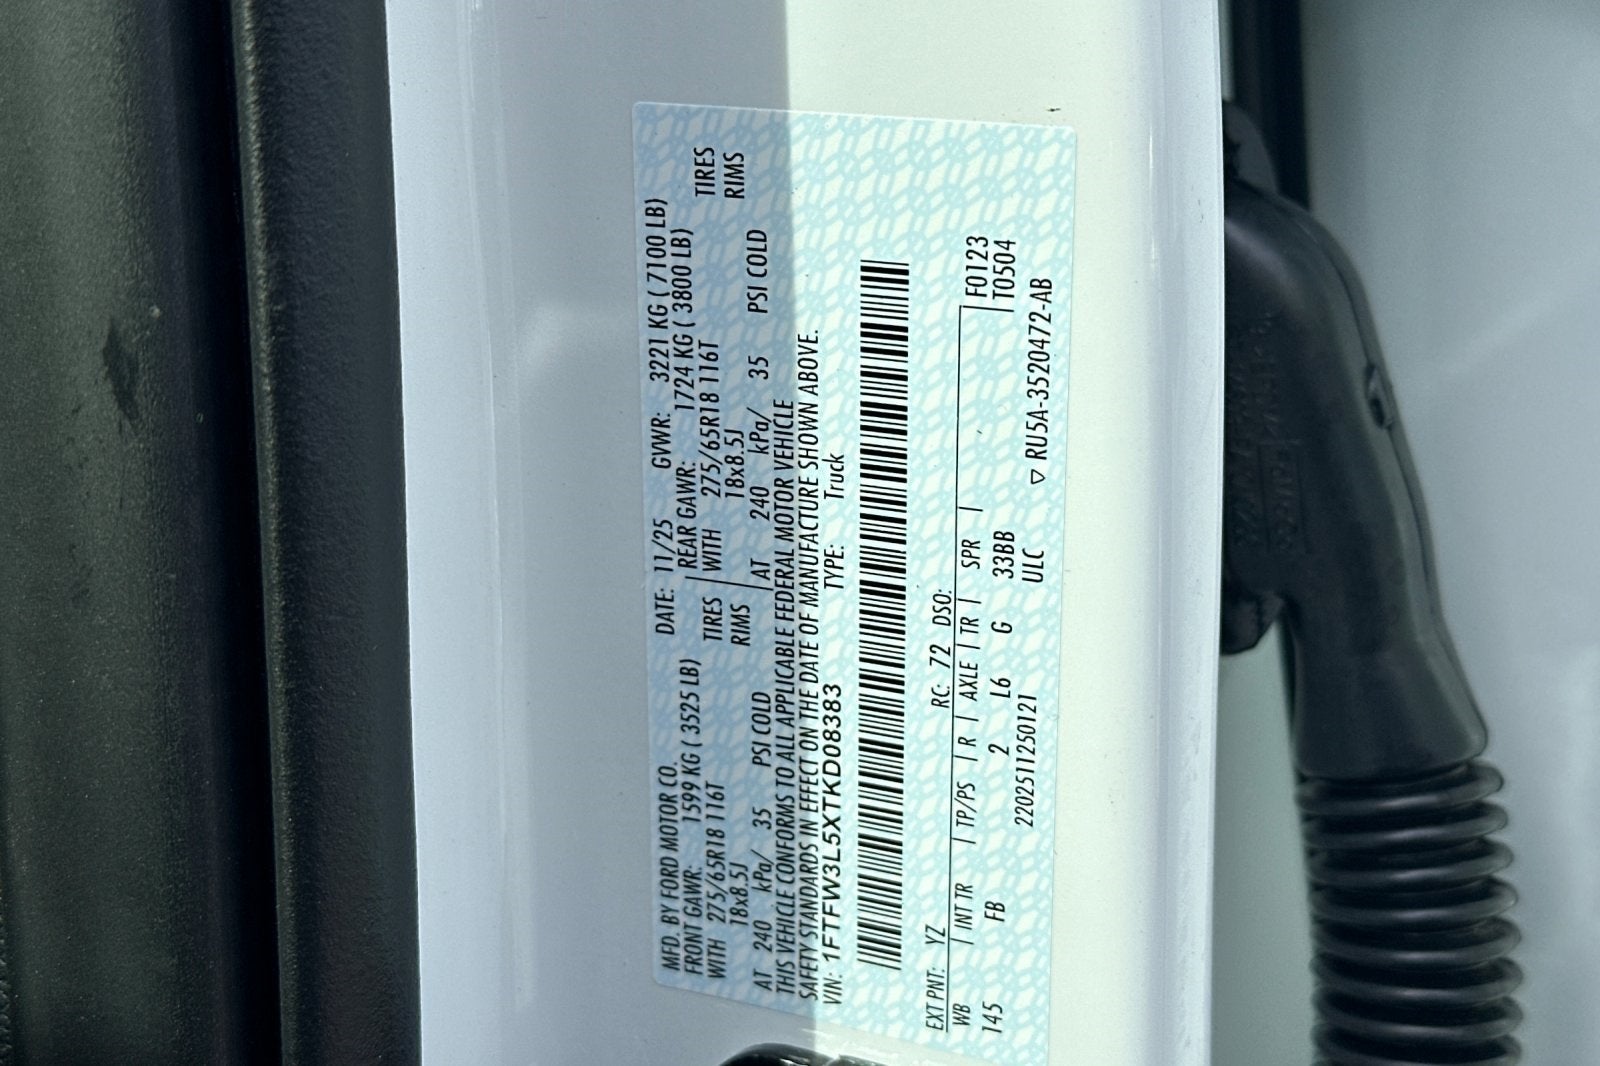 MFD. BY FORD MOTOR CO. DATE: 11/25 GVWR: 3221 KG ( 7100 LB)
FRONT GAWR: 1599 KG ( 3525 LB) REAR GAWR: 1724 KG ( 3800 LB)
WITH 275/65R18 116T TIRES WITH 275/65R18 116T TIRES
18x8.5J RIMS 18x8.5J RIMS
AT 240 kPa/ 35 PSI COLD AT 240 kPa/ 35 PSI COLD
THIS VEHICLE CONFORMS TO ALL APPLICABLE FEDERAL MOTOR VEHICLE
SAFETY STANDARDS IN EFFECT ON THE DATE OF MANUFACTURE SHOWN ABOVE.
VIN: 1FTFW3L5XTKD08383 TYPE: Truck
EXT PNT: YZ RC: 72 DSO:
WB | INT TR | TP/PS | R | AXLE | TR | SPR | F0123
145 FB 2 L6 G 33BB T0504
2202511250121 ULC ▽ RU5A-3520472-AB